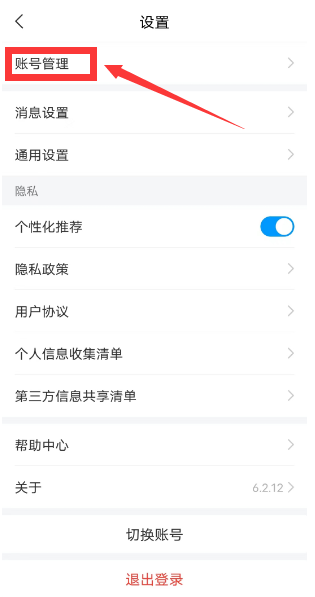 设置
账号管理
消息设置
通用设置
隐私
个性化推荐
隐私政策
用户协议
个人信息收集清单
第三方信息共享清单
帮助中心
关于 6.2.12
切换账号
退出登录